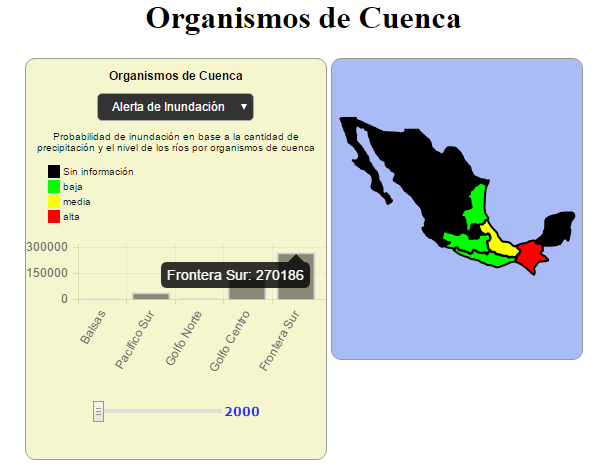 Organismos de Cuenca
Organismos de Cuenca
Alerta de Inundación
Probabilidad de inundación en base a la cantidad de
precipitación y el nivel de los ríos por organismos de cuenca
Sin información
baja
media
alta
300000
150000
0
Frontera Sur: 270186
Balsas
Pacífico Sur
Golfo Norte
Golfo Centro
Frontera Sur
2000